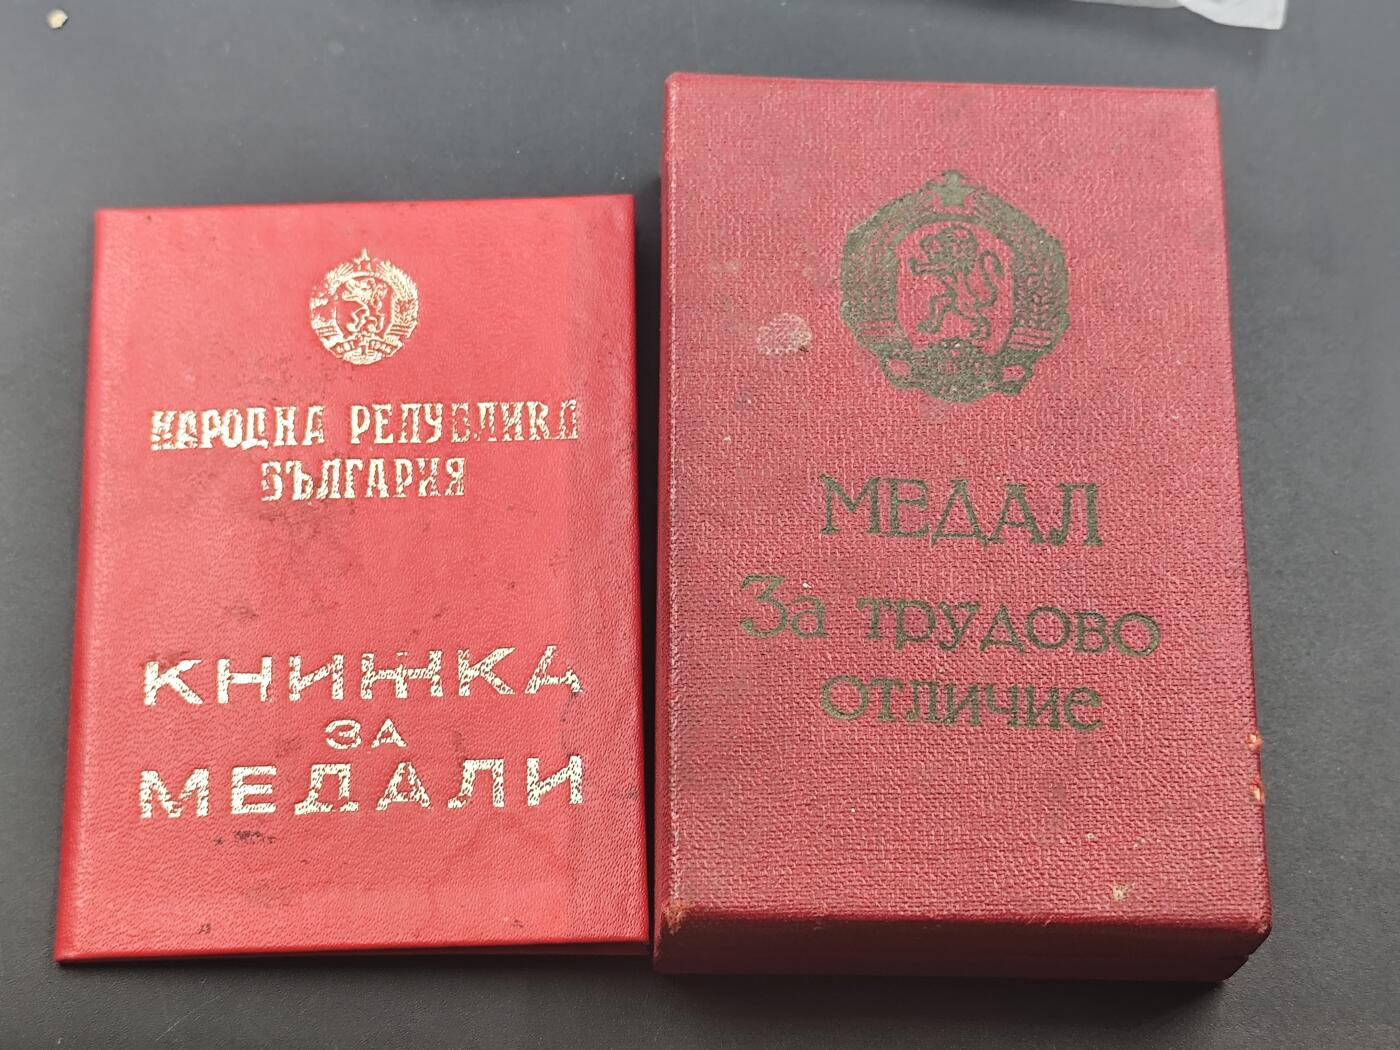 НАРОДНА РЕПУБЛИКА
БЪЛГАРИЯ
КНИЖКА
ЗА
МЕДАЛИ
МЕДАЛ
За трудово
отличие